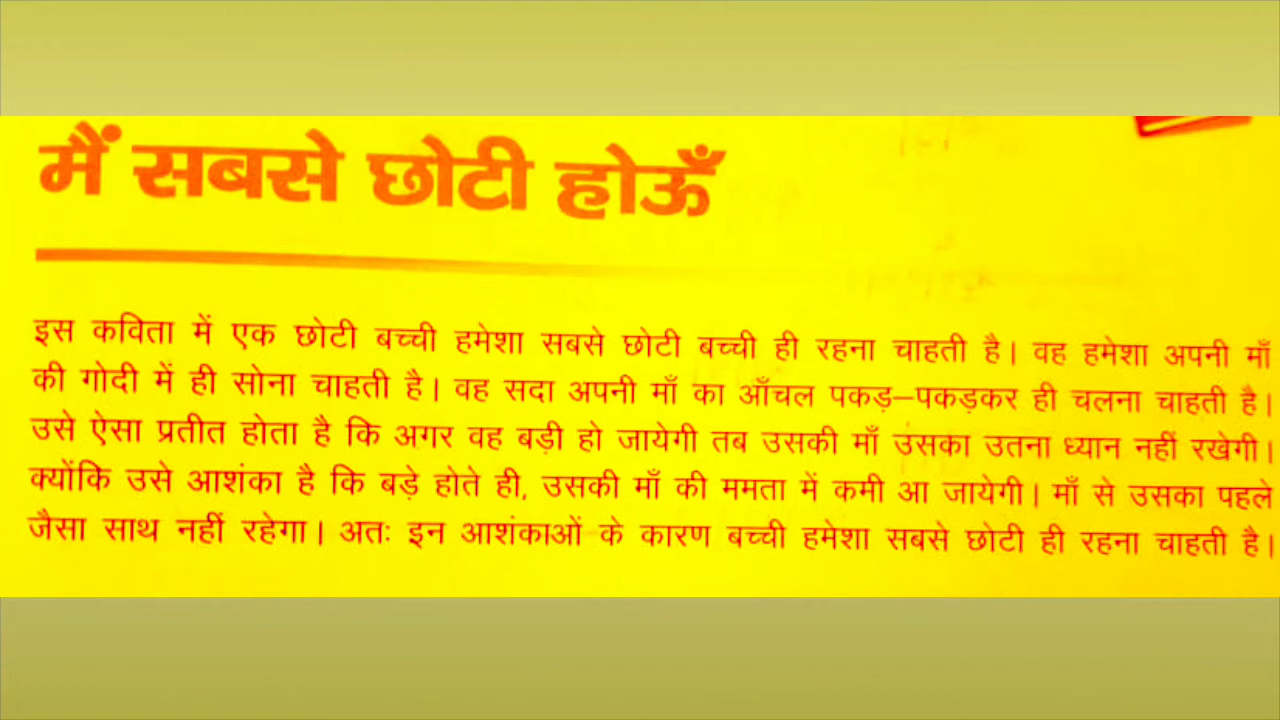 मैं सबसे छोटी होऊँ
इस कविता में एक छोटी बच्ची हमेशा सबसे छोटी बच्ची ही रहना चाहती है। वह हमेशा अपनी माँ
की गोदी में ही सोना चाहती है। वह सदा अपनी माँ का आँचल पकड़–पकड़कर ही चलना चाहती है।
उसे ऐसा प्रतीत होता है कि अगर वह बड़ी हो जायेगी तब उसकी माँ उसका उतना ध्यान नहीं रखेगी।
क्योंकि उसे आशंका है कि बड़े होते ही, उसकी माँ की ममता में कमी आ जायेगी। माँ से उसका पहले
जैसा साथ नहीं रहेगा। अतः इन आशंकाओं के कारण बच्ची हमेशा सबसे छोटी ही रहना चाहती है।